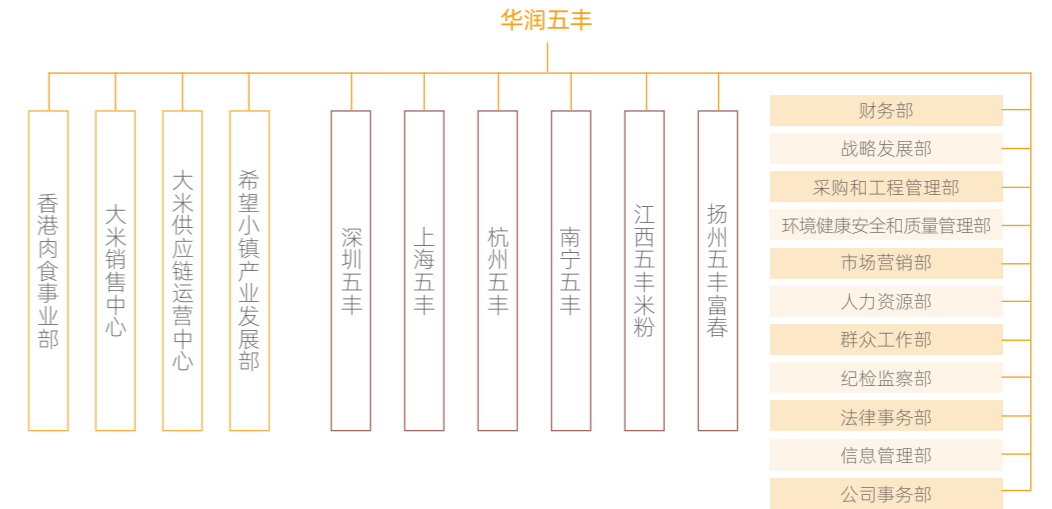 华润五丰
香港肉食事业部
大米销售中心
大米供应链运营中心
希望小镇产业发展部
深圳五丰
上海五丰
杭州五丰
南宁五丰
江西五丰米粉
扬州五丰富春
财务部
战略发展部
采购和工程管理部
环境健康安全和质量管理部
市场营销部
人力资源部
群众工作部
纪检监察部
法律事务部
信息管理部
公司事务部